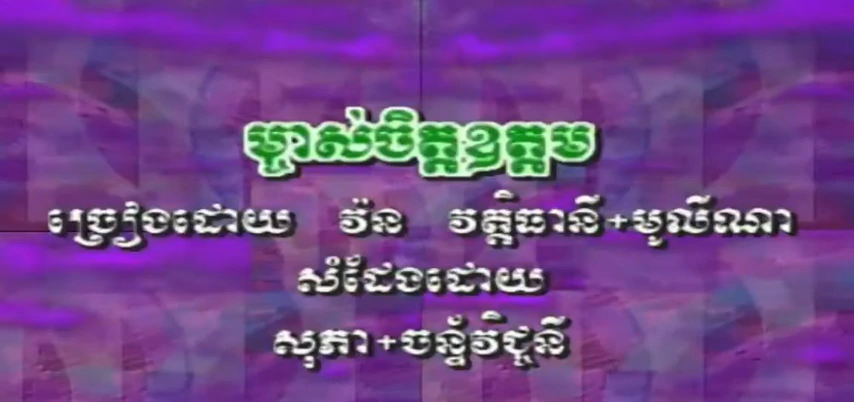 ម្ចាស់ចិត្តឧត្តម
ច្រៀងដោយ វ៉ន វត្តិធានី+មូលីណា
សំដែងដោយ
សុភា+ចន្ទ័វិជ្ជនី